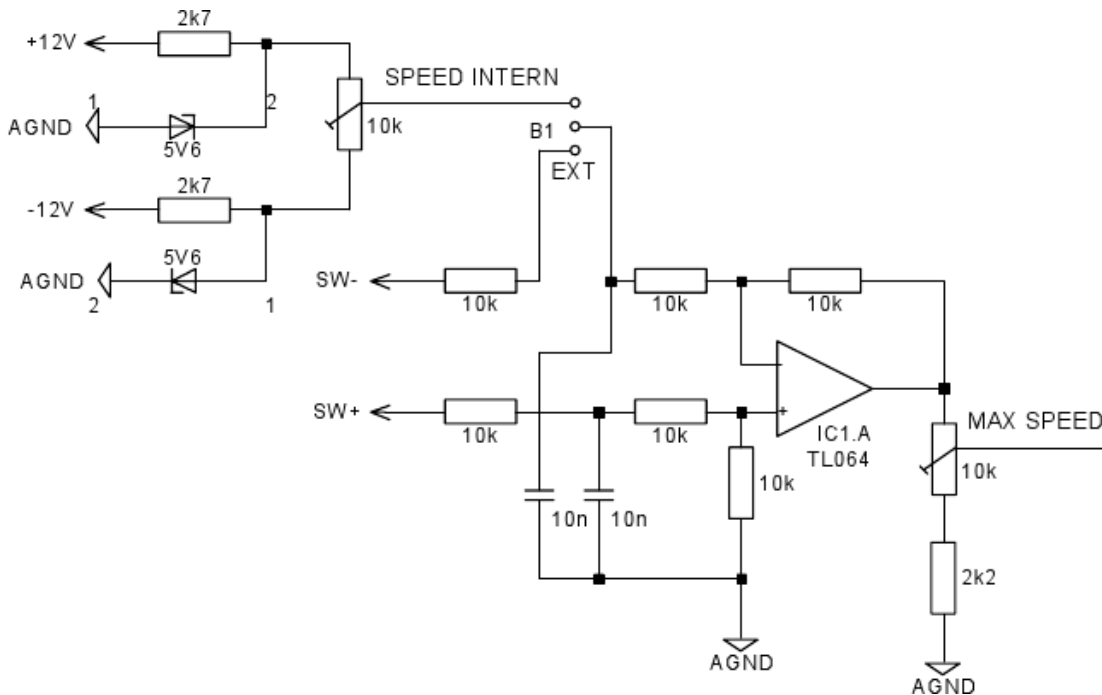 2k7
+12V
SPEED INTERN
1
2
AGND
10k
B1
5V6
EXT
2k7
-12V
5V6
AGND
SW-
2
1
10k
10k
10k
-
SW+
+
MAX SPEED
10k
10k
IC1.A
TL064
10k
10k
10n
10n
2k2
AGND
AGND